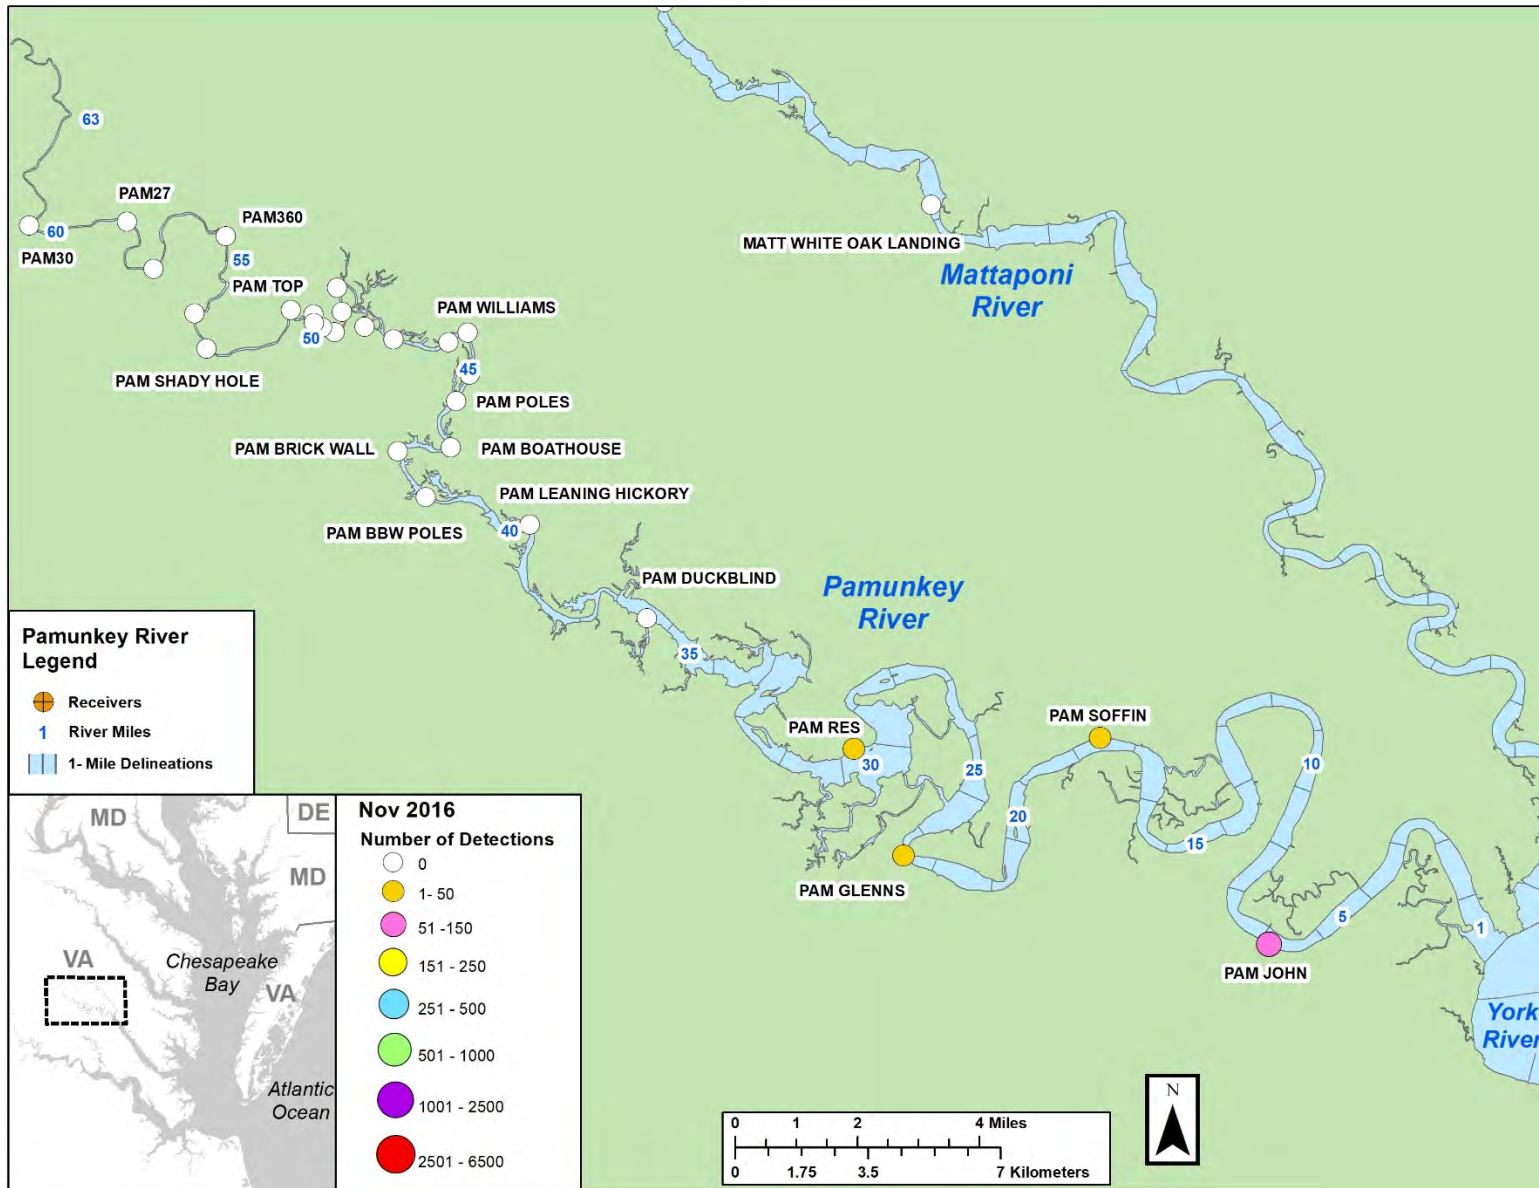 63
PAM27
PAM360
60
PAM30
55
PAM TOP
MATT WHITE OAK LANDING
Mattaponi
River
PAM WILLIAMS
50
45
PAM SHADY HOLE
PAM POLES
PAM BRICK WALL
PAM BOATHOUSE
PAM LEANING HICKORY
40
PAM BBW POLES
PAM DUCKBLIND
Pamunkey
River
35
PAM RES
PAM SOFFIN
30
25
10
20
15
PAM GLENNS
5
1
PAM JOHN
York
River
Pamunkey River
Legend
Receivers
1 River Miles
1- Mile Delineations
MD
DE
MD
VA
Chesapeake
Bay
VA
Atlantic
Ocean
Nov 2016
Number of Detections
0
1- 50
51 -150
151 - 250
251 - 500
501 - 1000
1001 - 2500
2501 - 6500
0 1 2 4 Miles
0 1.75 3.5 7 Kilometers
N